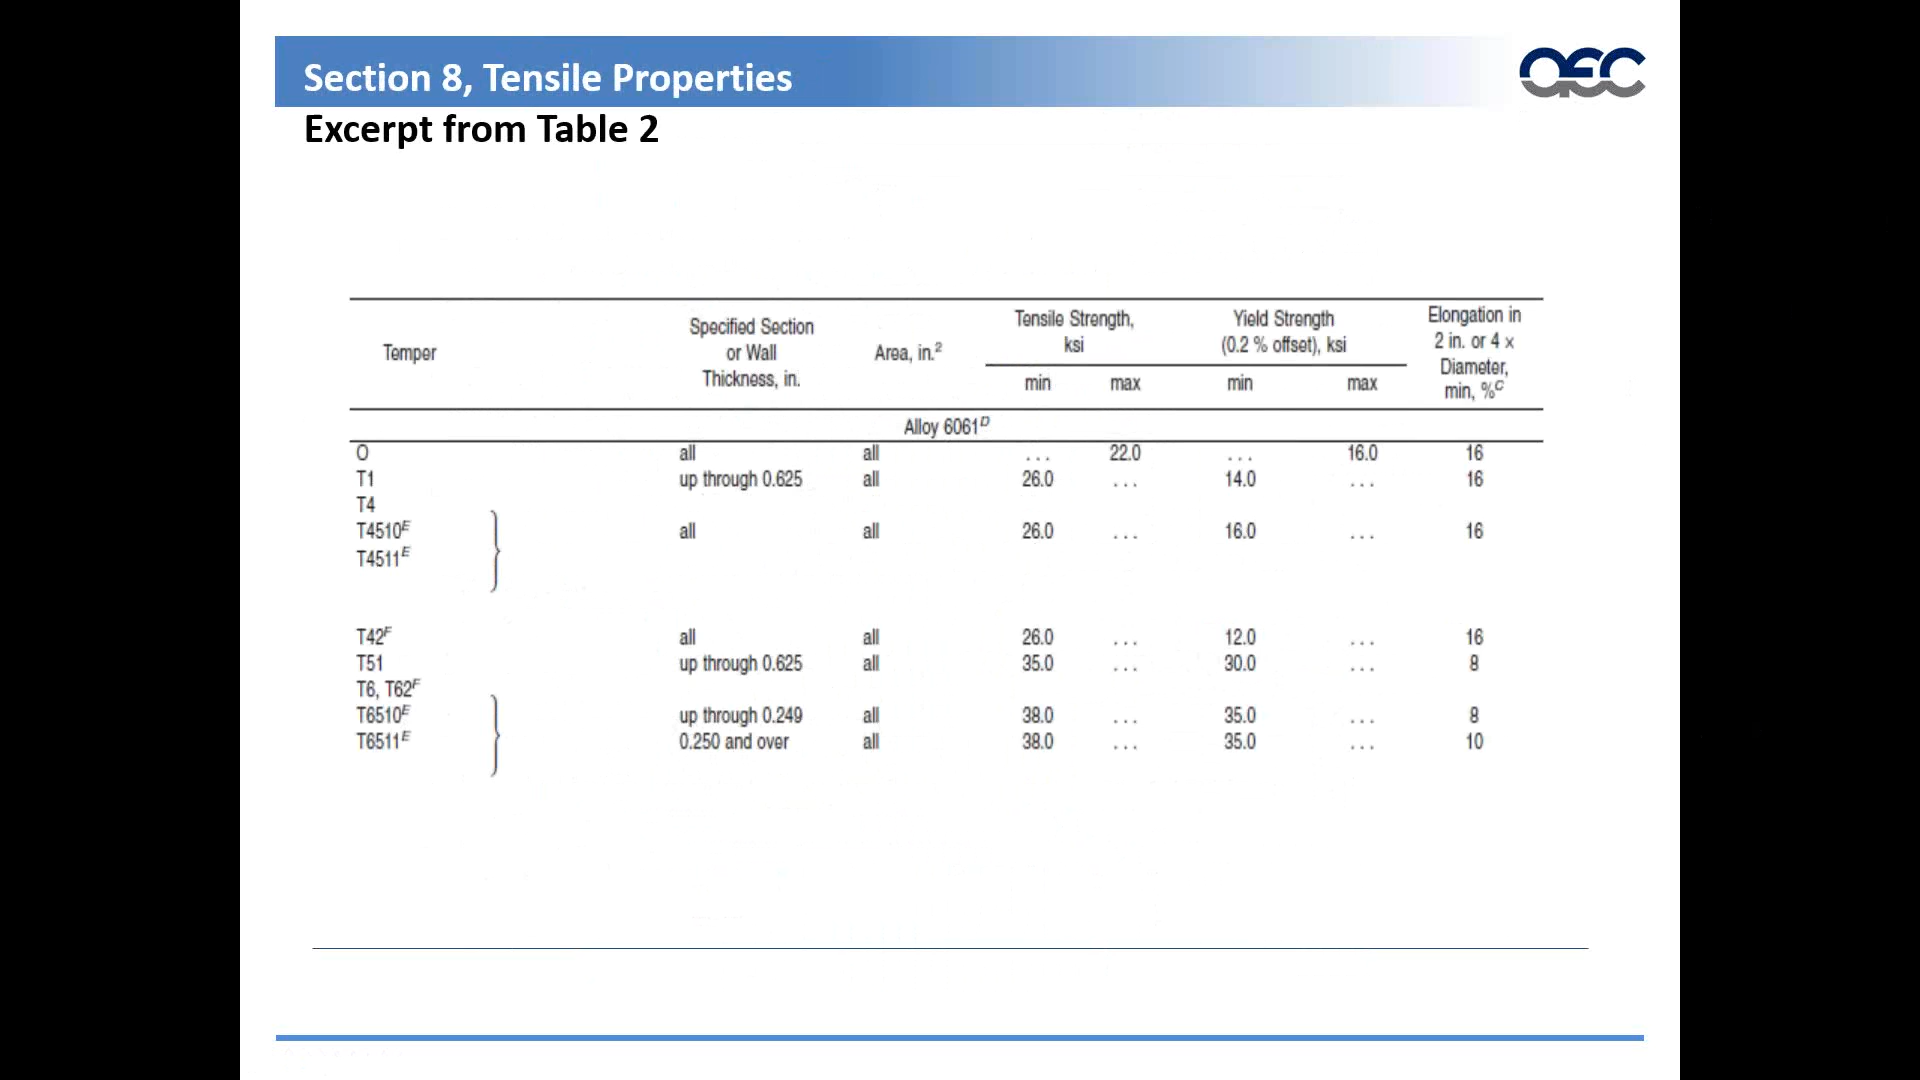 Section 8, Tensile Properties
AEC
Excerpt from Table 2
Temper Specified Section or Wall Thickness, in. Area, in.2 Tensile Strength, ksi Yield Strength (0.2 % offset), ksi Elongation in 2 in. or 4 × Diameter, min, %C
min max min max
Alloy 6061D
O all all ... 22.0 ... 16.0 16
T1 up through 0.625 all 26.0 ... 14.0 ... 16
T4
T4510E all all 26.0 ... 16.0 ... 16
T4511E
T42F all all 26.0 ... 12.0 ... 16
T51 up through 0.625 all 35.0 ... 30.0 ... 8
T6, T62F
T6510E up through 0.249 all 38.0 ... 35.0 ... 8
T6511E 0.250 and over all 38.0 ... 35.0 ... 10